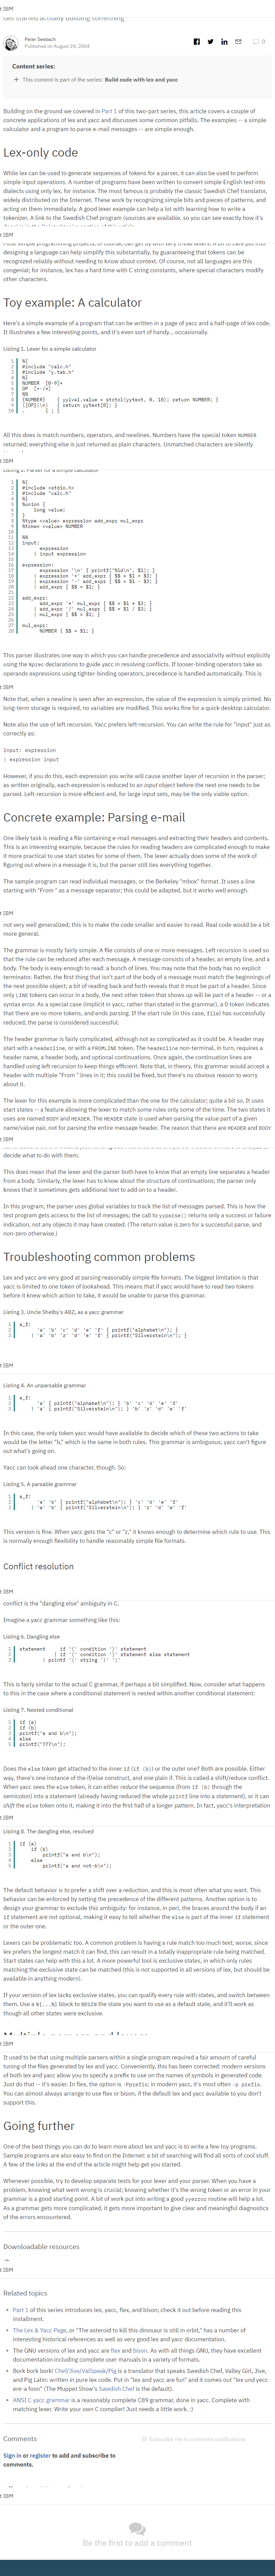 IBM
Peter Seebach
Published on August 24, 2004
0
Content series:
This content is part of the series: Build code with lex and yacc
Building on the ground we covered in Part 1 of this two-part series, this article covers a couple of
concrete applications of lex and yacc and discusses some common pitfalls. The examples -- a simple
calculator and a program to parse e-mail messages -- are simple enough.
Lex-only code
While lex can be used to generate sequences of tokens for a parser, it can also be used to perform
simple input operations. A number of programs have been written to convert simple English text into
dialects using only lex, for instance. The most famous is probably the classic Swedish Chef translator,
widely distributed on the Internet. These work by recognizing simple bits of patterns, and
acting on them immediately. A good lexer example can help a lot with learning how to write a
tokenizer. A link to the Swedish Chef program (sources are available, so you can see exactly how it's
IBM
designing a language can help simplify this substantially, by guaranteeing that tokens can be
recognized reliably without needing to know about context. Of course, not all languages are this
congenial; for instance, lex has a hard time with C string constants, where special characters modify
other characters.
Toy example: A calculator
Here's a simple example of a program that can be written in a page of yacc and a half-page of lex code.
It illustrates a few interesting points, and it's even sort of handy... occasionally.
Listing 1. Lexer for a simple calculator
1 %{
2 #include "calc.h"
3 #include "y.tab.h"
4 %}
5 NUMBER [0-9]+
6 OP [+-/*]
7 %%
8 {NUMBER} { yylval.value = strtol(yytext, 0, 10); return NUMBER; }
9 ({OP}|\n) { return yytext[0]; }
10 . { ; }
All this does is match numbers, operators, and newlines. Numbers have the special token NUMBER
returned; everything else is just returned as plain characters. Unmatched characters are silently
IBM
Listing 2. Parser for a simple calculator
1 %{
2 #include <stdio.h>
3 #include "calc.h"
4 %}
5 %union {
6 long value;
7 }
8 %type <value> expression add_expr mul_expr
9 %token <value> NUMBER
10
11 %%
12 input:
13 expression
14 | input expression
15
16 expression:
17 expression '\n' { printf("%ld\n", $1); }
18 | expression '+' add_expr { $$ = $1 + $3; }
19 | expression '-' add_expr { $$ = $1 - $3; }
20 | add_expr { $$ = $1; }
21
22 add_expr:
23 add_expr '*' mul_expr { $$ = $1 * $3; }
24 | add_expr '/' mul_expr { $$ = $1 / $3; }
25 | mul_expr { $$ = $1; }
26
27 mul_expr:
28 NUMBER { $$ = $1; }
This parser illustrates one way in which you can handle precedence and associativity without explicitly
using the %prec declarations to guide yacc in resolving conflicts. If looser-binding operators take as
operands expressions using tighter-binding operators, precedence is handled automatically. This is
IBM
Note that, when a newline is seen after an expression, the value of the expression is simply printed. No
long-term storage is required, no variables are modified. This works fine for a quick desktop calculator.
Note also the use of left recursion. Yacc prefers left-recursion. You can write the rule for "input" just as
correctly as:
input: expression
| expression input
However, if you do this, each expression you write will cause another layer of recursion in the parser;
as written originally, each expression is reduced to an input object before the next one needs to be
parsed. Left-recursion is more efficient and, for large input sets, may be the only viable option.
Concrete example: Parsing e-mail
One likely task is reading a file containing e-mail messages and extracting their headers and contents.
This is an interesting example, because the rules for reading headers are complicated enough to make
it more practical to use start states for some of them. The lexer actually does some of the work of
figuring out where in a message it is, but the parser still ties everything together.
The sample program can read individual messages, or the Berkeley "mbox" format. It uses a line
starting with "From " as a message separator; this could be adapted, but it works well enough.
IBM
not very well generalized; this is to make the code smaller and easier to read. Real code would be a bit
more general.
The grammar is mostly fairly simple. A file consists of one or more messages. Left recursion is used so
that the rule can be reduced after each message. A message consists of a header, an empty line, and a
body. The body is easy enough to read: a bunch of lines. You may note that the body has no explicit
terminator. Rather, the first thing that isn't part of the body of a message must match the beginnings of
the next possible object; a bit of reading back and forth reveals that it must be part of a header. Since
only LINE tokens can occur in a body, the next other token that shows up will be part of a header -- or a
syntax error. As a special case (implicit in yacc, rather than stated in the grammar), a 0 token indicates
that there are no more tokens, and ends parsing. If the start rule (in this case, file) has successfully
reduced, the parse is considered successful.
The header grammar is fairly complicated, although not as complicated as it could be. A header may
start with a headerline, or with a FROM_LINE token. The headerline non-terminal, in turn, requires a
header name, a header body, and optional continuations. Once again, the continuation lines are
handled using left recursion to keep things efficient. Note that, in theory, this grammar would accept a
header with multiple "From " lines in it; this could be fixed, but there's no obvious reason to worry
about it.
The lexer for this example is more complicated than the one for the calculator; quite a bit so. It uses
start states -- a feature allowing the lexer to match some rules only some of the time. The two states it
uses are named BODY and HEADER. The HEADER state is used when parsing the value part of a given
name/value pair, not for parsing the entire message header. The reason that there are HEADER and BODY
IBM
decide what to do with them.
This does mean that the lexer and the parser both have to know that an empty line separates a header
from a body. Similarly, the lexer has to know about the structure of continuations; the parser only
knows that it sometimes gets additional text to add on to a header.
In this program, the parser uses global variables to track the list of messages parsed. This is how the
test program gets access to the list of messages; the call to yyparse() returns only a success or failure
indication, not any objects it may have created. (The return value is zero for a successful parse, and
non-zero otherwise.)
Troubleshooting common problems
Lex and yacc are very good at parsing reasonably simple file formats. The biggest limitation is that
yacc is limited to one token of lookahead. This means that if yacc would have to read two tokens
before it knew which action to take, it would be unable to parse this grammar.
Listing 3. Uncle Shelby's ABZ, as a yacc grammar
1 a_f:
2 'a' 'b' 'c' 'd' 'e' 'f' { printf("alphabet\n"); }
3 | 'a' 'b' 'z' 'd' 'e' 'f' { printf("Silverstein\n"); }
IBM
Listing 4. An unparsable grammar
1 a_f:
2 'a' { printf("alphabet\n"); } 'b' 'c' 'd' 'e' 'f'
3 | 'a' { printf("Silverstein\n"); } 'b' 'z' 'd' 'e' 'f'
In this case, the only token yacc would have available to decide which of these two actions to take
would be the letter "b," which is the same in both rules. This grammar is ambiguous; yacc can't figure
out what's going on.
Yacc can look ahead one character, though. So:
Listing 5. A parsable grammar
1 a_f:
2 'a' 'b' { printf("alphabet\n"); } 'c' 'd' 'e' 'f'
3 | 'a' 'b' { printf("Silverstein\n"); } 'z' 'd' 'e' 'f'
This version is fine. When yacc gets the "c" or "z," it knows enough to determine which rule to use. This
is normally enough flexibility to handle reasonably simple file formats.
Conflict resolution
IBM
conflict is the "dangling else" ambiguity in C.
Imagine a yacc grammar something like this:
Listing 6. Dangling else
1 statement 'if '(' condition ')' statement
2 | if '(' condition ')' statement else statement
3 | printf '(' string ')' ';'
This is fairly similar to the actual C grammar, if perhaps a bit simplified. Now, consider what happens
to this in the case where a conditional statement is nested within another conditional statement:
Listing 7. Nested conditional
1 if (a)
2 if (b)
3 printf("a and b\n");
4 else
5 printf("???\n");
Does the else token get attached to the inner if (if (b)) or the outer one? Both are possible. Either
way, there's one instance of the if/else construct, and one plain if. This is called a shift/reduce conflict.
When yacc sees the else token, it can either reduce the sequence (from if (b) through the
semicolon) into a statement (already having reduced the whole printf line into a statement), or it can
shift the else token onto it, making it into the first half of a longer pattern. In fact, yacc's interpretation
IBM
Listing 8. The dangling else, resolved
1 if (a)
2 if (b)
3 printf("a and b\n");
4 else
5 printf("a and not-b\n");
The default behavior is to prefer a shift over a reduction, and this is most often what you want. This
behavior can be enforced by setting the precedence of the different patterns. Another option is to
design your grammar to exclude this ambiguity: for instance, in perl, the braces around the body if an
if statement are not optional, making it easy to tell whether the else is part of the inner if statement
or the outer one.
Lexers can be problematic too. A common problem is having a rule match too much text; worse, since
lex prefers the longest match it can find, this can result in a totally inappropriate rule being matched.
Start states can help with this a lot. A more powerful tool is exclusive states, in which only rules
matching the exclusive state can be matched (this is not supported in all versions of lex, but should be
available in anything modern).
If your version of lex lacks exclusive states, you can qualify every rule with states, and switch between
them. Use a %{...%} block to BEGIN the state you want to use as a default state, and it'll work as
though all other states were exclusive.
IBM
It used to be that using multiple parsers within a single program required a fair amount of careful
tuning of the files generated by lex and yacc. Conveniently, this has been corrected: modern versions
of both lex and yacc allow you to specify a prefix to use on the names of symbols in generated code.
Just do that -- it's easier. In flex, the option is -Pprefix; in modern yacc, it's most often -p prefix.
You can almost always arrange to use flex or bison, if the default lex and yacc available to you don't
support this.
Going further
One of the best things you can do to learn more about lex and yacc is to write a few toy programs.
Sample programs are also easy to find on the Internet: a bit of searching will find all sorts of cool stuff.
A few of the links at the end of the article might help get you started.
Whenever possible, try to develop separate tests for your lexer and your parser. When you have a
problem, knowing what went wrong is crucial; knowing whether it's the wrong token or an error in your
grammar is a good starting point. A bit of work put into writing a good yyerror routine will help a lot.
As a grammar gets more complicated, it gets more important to give clear and meaningful diagnostics
of the errors encountered.
Downloadable resources
IBM
Related topics
Part 1 of this series introduces lex, yacc, flex, and bison; check it out before reading this
installment.
The Lex & Yacc Page, or "The asteroid to kill this dinosaur is still in orbit," has a number of
interesting historical references as well as very good lex and yacc documentation.
The GNU versions of lex and yacc are flex and bison. As with all things GNU, they have excellent
documentation including complete user manuals in a variety of formats.
Bork bork bork! Chef/Jive/ValSpeak/Pig is a translator that speaks Swedish Chef, Valley Girl, Jive,
and Pig Latin: written in pure lex code. Put in "lex and yacc are fun" and it comes out "lex und yecc
ere-a foon" (The Muppet Show's Swedish Chef is the default).
ANSI C yacc grammar is a reasonably complete C89 grammar, done in yacc. Complete with
matching lexer. Write your own C compiler! Just needs a little work. :)
Comments
Subscribe me to comment notifications
Sign in or register to add and subscribe to
comments.
IBM
Be the first to add a comment